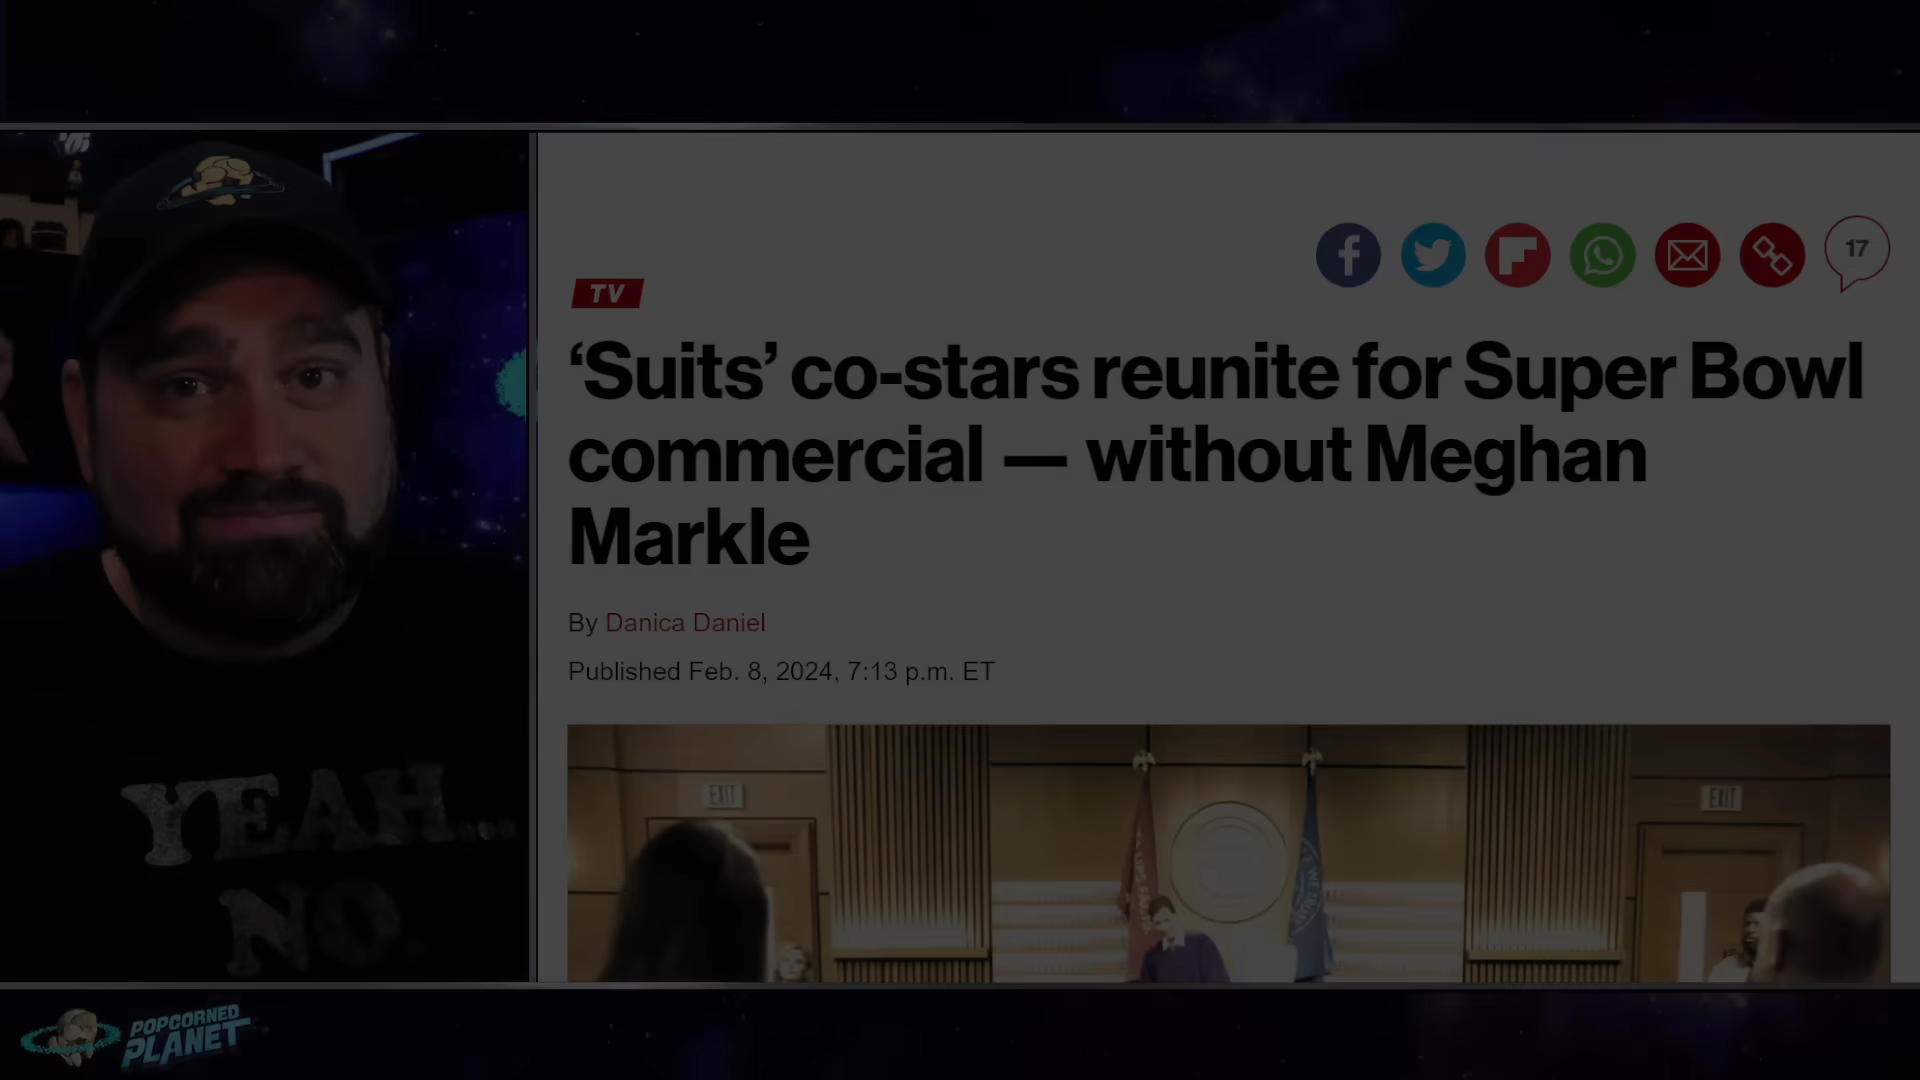 17
TV
‘Suits’ co-stars reunite for Super Bowl
commercial — without Meghan
Markle
By Danica Daniel
Published Feb. 8, 2024, 7:13 p.m. ET
YEAH...
NO.
EXIT
EXIT
POPCORNED
PLANET